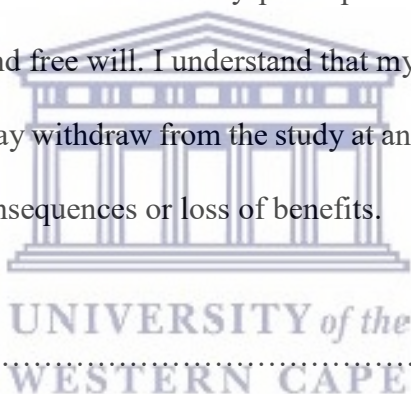 nd free will. I understand that my
ay withdraw from the study at an
nsequences or loss of benefits.
UNIVERSITY of the
....................................................
WESTERN CAPE